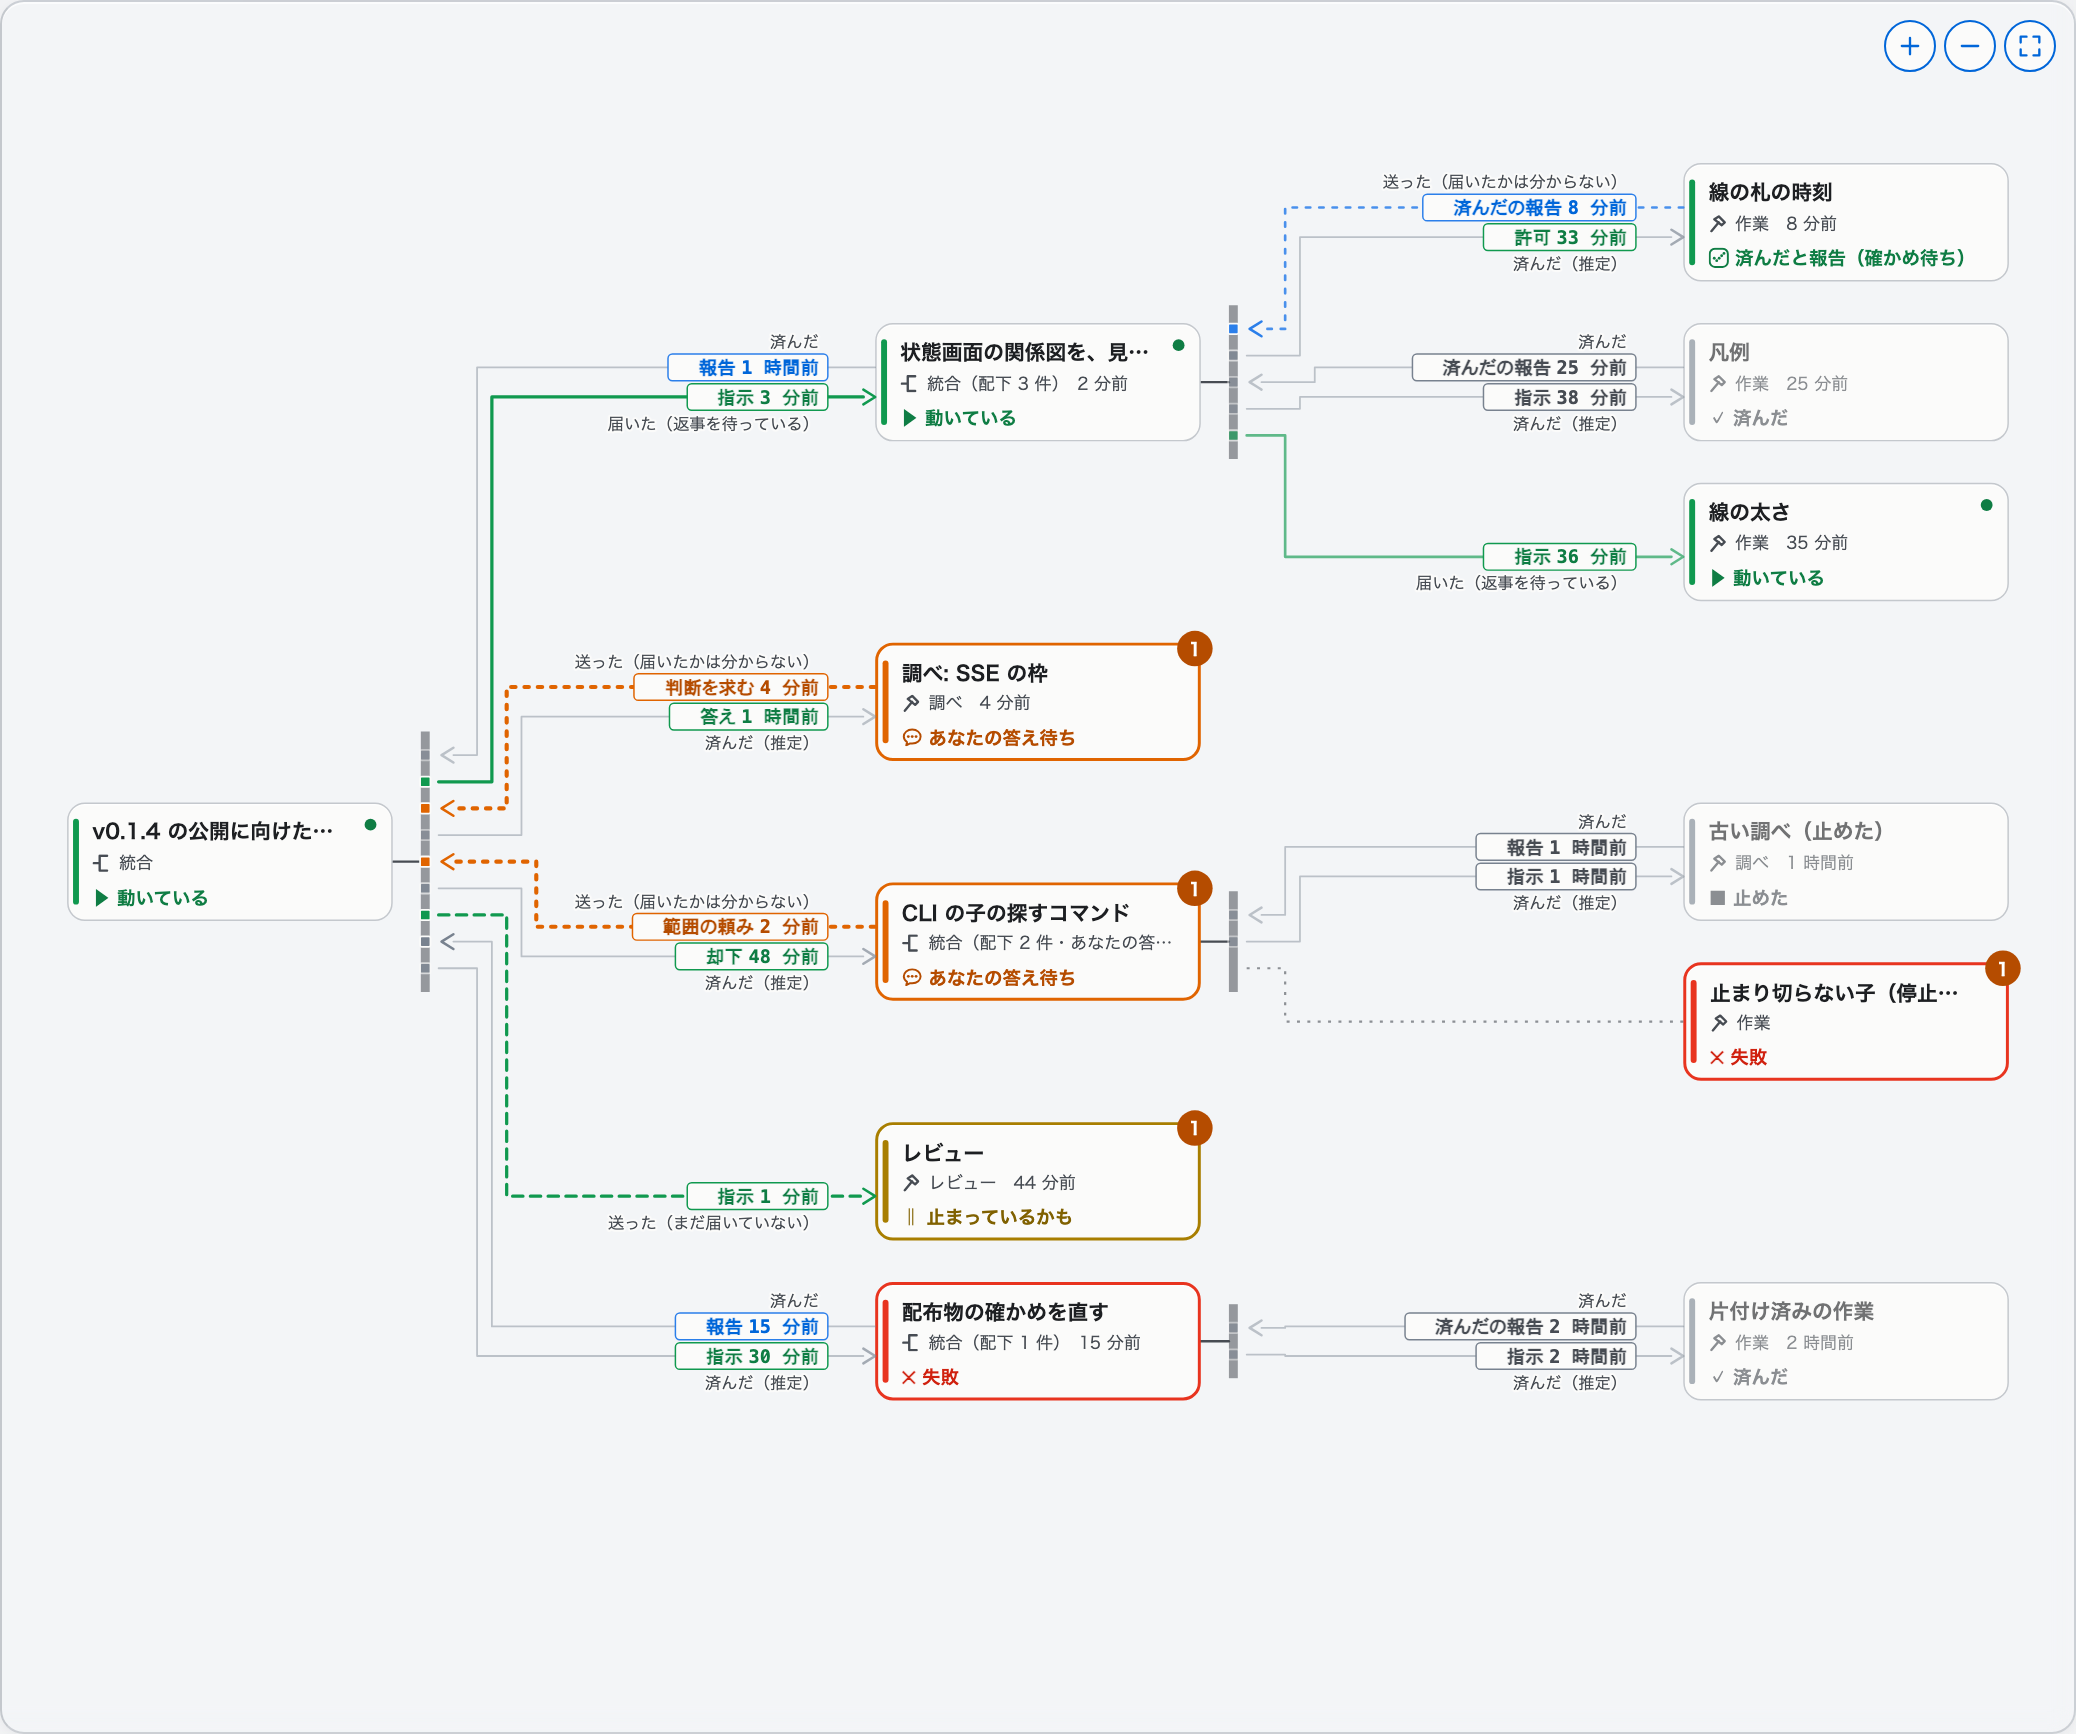 送った（届いたかは分からない）
済んだの報告 8 分前
許可 33 分前
済んだ（推定）
線の札の時刻
作業 8 分前
済んだと報告（確かめ待ち）
済んだ
報告 1 時間前
指示 3 分前
届いた（返事を待っている）
状態画面の関係図を、見…
統合（配下 3 件） 2 分前
動いている
済んだ
済んだの報告 25 分前
指示 38 分前
済んだ（推定）
凡例
作業 25 分前
済んだ
指示 36 分前
届いた（返事を待っている）
線の太さ
作業 35 分前
動いている
送った（届いたかは分からない）
判断を求む 4 分前
答え 1 時間前
済んだ（推定）
1
調べ: SSE の枠
調べ 4 分前
あなたの答え待ち
v0.1.4 の公開に向けた…
統合
動いている
送った（届いたかは分からない）
範囲の頼み 2 分前
却下 48 分前
済んだ（推定）
1
CLI の子の探すコマンド
統合（配下 2 件・あなたの答…
あなたの答え待ち
済んだ
報告 1 時間前
指示 1 時間前
済んだ（推定）
古い調べ（止めた）
調べ 1 時間前
止めた
1
止まり切らない子（停止…
作業
失敗
指示 1 分前
送った（まだ届いていない）
1
レビュー
レビュー 44 分前
止まっているかも
済んだ
報告 15 分前
指示 30 分前
済んだ（推定）
配布物の確かめを直す
統合（配下 1 件） 15 分前
失敗
済んだ
済んだの報告 2 時間前
指示 2 時間前
済んだ（推定）
片付け済みの作業
作業 2 時間前
済んだ